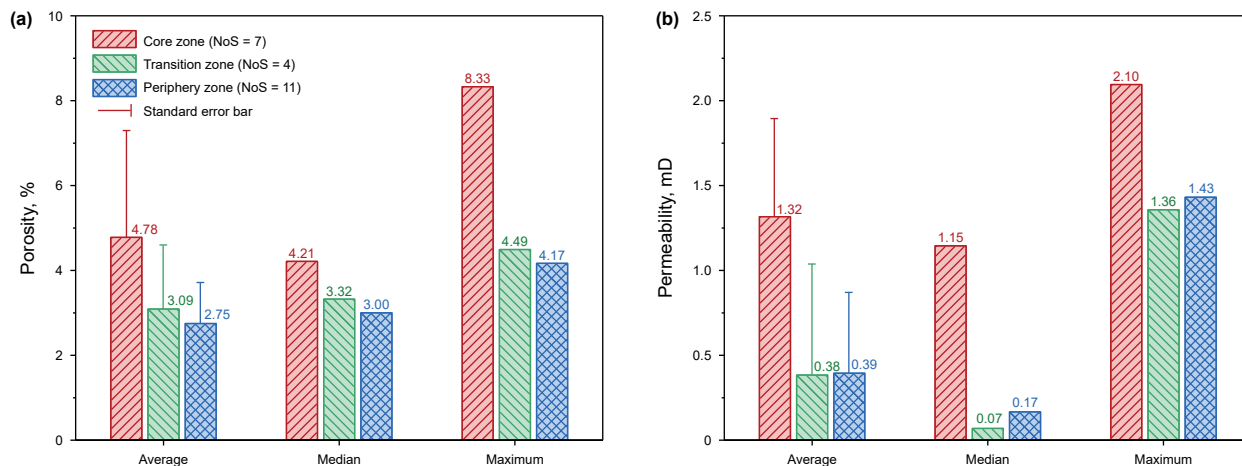 (a)
Porosity, %
10
8
6
4
2
0
Core zone (NoS = 7)
Transition zone (NoS = 4)
Periphery zone (NoS = 11)
Standard error bar
4.78
3.09
2.75
4.21
3.32
3.00
8.33
4.49
4.17
Average
Median
Maximum
(b)
Permeability, mD
2.5
2.0
1.5
1.0
0.5
0
1.32
0.38
0.39
1.15
0.07
0.17
2.10
1.36
1.43
Average
Median
Maximum